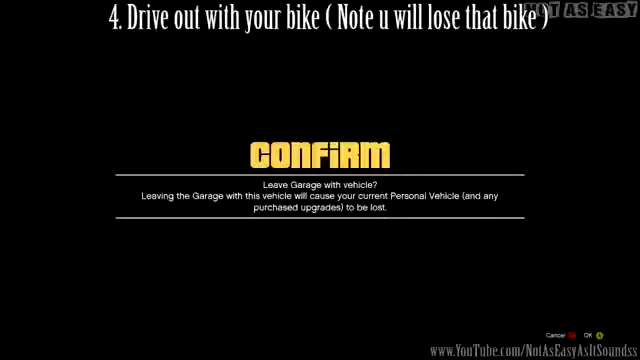 4. Drive out with your bike ( Note u will lose that bike )
NOT AS EASY
CONFIRM
Leave Garage with vehicle?
Leaving the Garage with this vehicle will cause your current Personal Vehicle (and any
purchased upgrades) to be lost.
Cancel OK
www.YouTube.com/NotAsEasyAsItSoundss